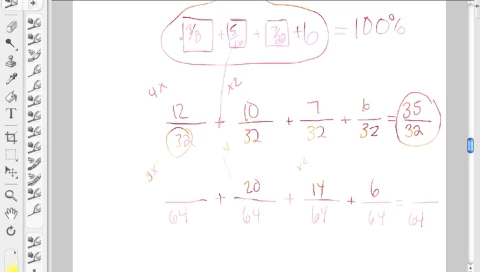 3/8 + 5/16 + 7/32 + 6 = 100%
4x x2
12/32 + 10/32 + 7/32 + 6/32 = 35/32
x2
/64 + 20/64 + 14/64 + 6/64 = /64